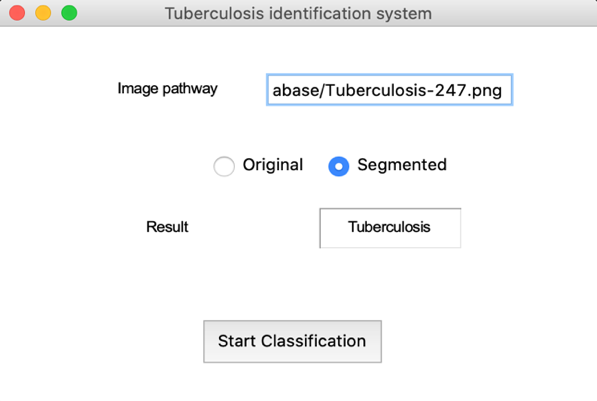 Tuberculosis identification system
Image pathway abase/Tuberculosis-247.png
Original Segmented
Result Tuberculosis
Start Classification